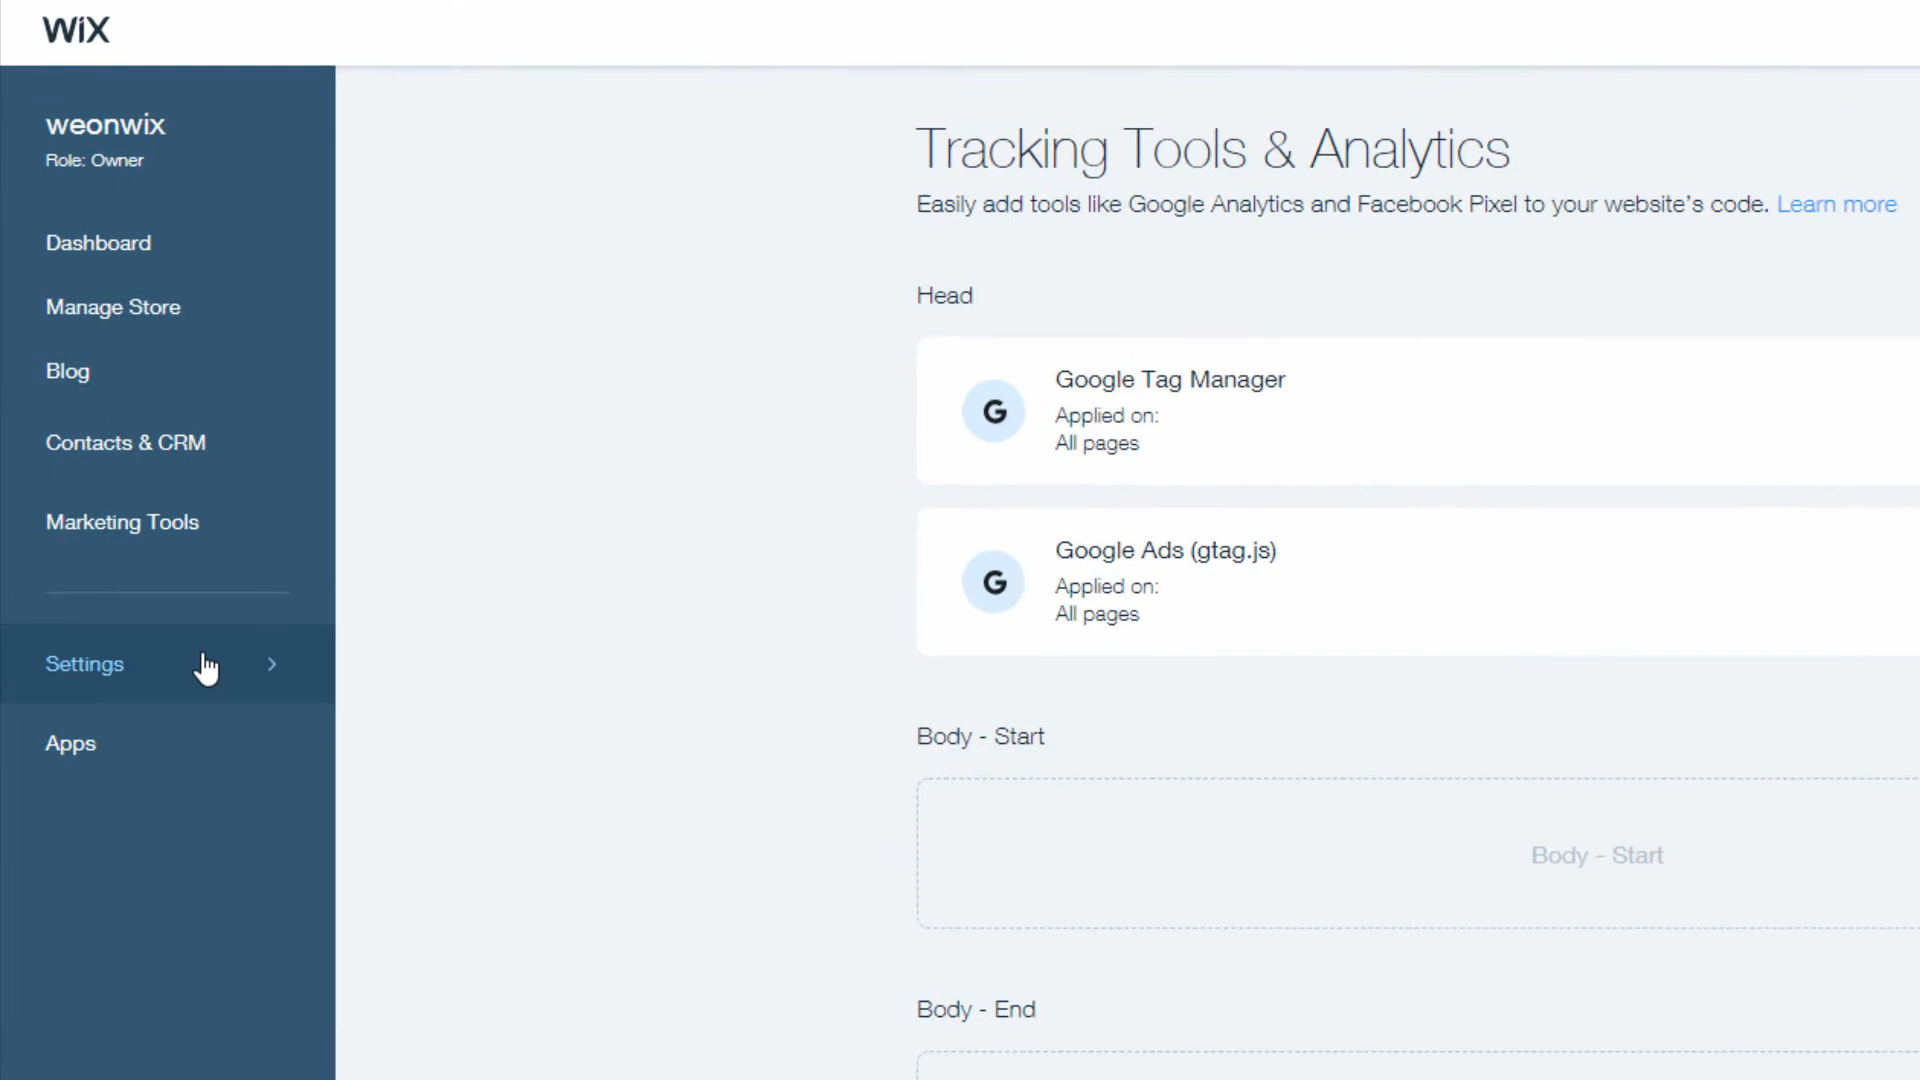 WiX
weonwix
Role: Owner
Dashboard
Manage Store
Blog
Contacts & CRM
Marketing Tools
Settings
Apps
Tracking Tools & Analytics
Easily add tools like Google Analytics and Facebook Pixel to your website's code. Learn more
Head
G
Google Tag Manager
Applied on:
All pages
G
Google Ads (gtag.js)
Applied on:
All pages
Body - Start
Body - Start
Body - End